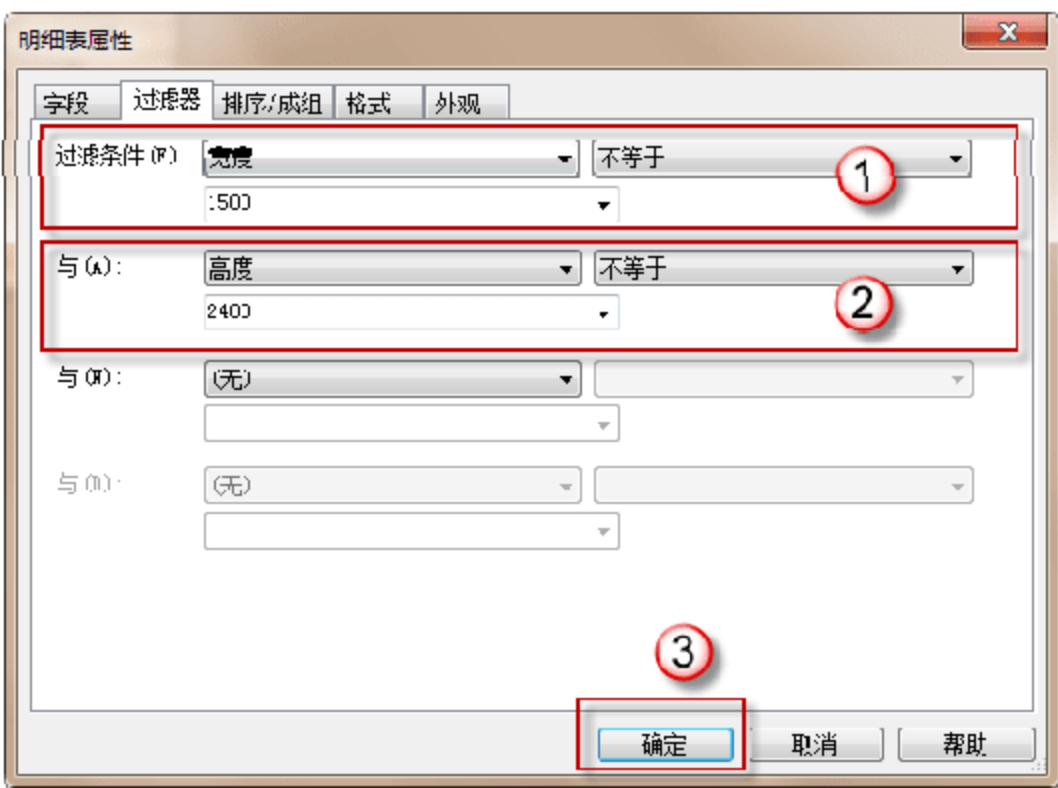 明细表属性
字段 过滤器 排序/成组 格式 外观
过滤条件(F) 宽度 不等于
1500
与(A): 高度 不等于
2400
与(N): (无)
与(D): (无)
1
2
3
确定 取消 帮助